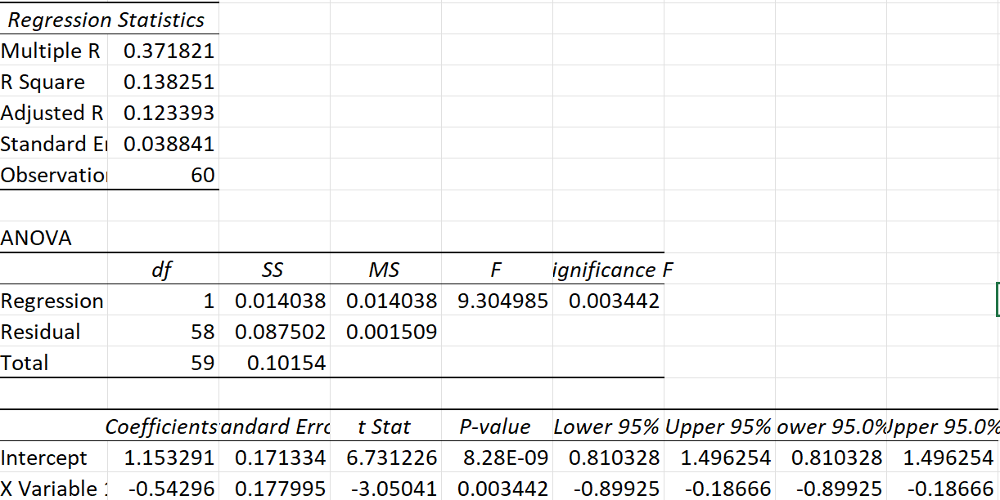 Regression Statistics
Multiple R 0.371821
R Square 0.138251
Adjusted R 0.123393
Standard Er 0.038841
Observatio 60
ANOVA
df SS MS F ignificance F
Regression 1 0.014038 0.014038 9.304985 0.003442
Residual 58 0.087502 0.001509
Total 59 0.10154
Coefficients andard Erro t Stat P-value Lower 95% Upper 95% ower 95.0% Upper 95.0%
Intercept 1.153291 0.171334 6.731226 8.28E-09 0.810328 1.496254 0.810328 1.496254
X Variable 1 -0.54296 0.177995 -3.05041 0.003442 -0.89925 -0.18666 -0.89925 -0.18666